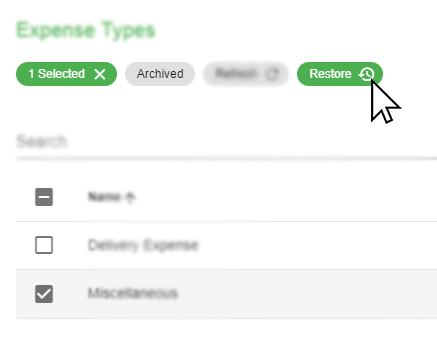 Expense Types
1 Selected Archived Refresh Restore
Search
Name
Delivery Expense
Miscellaneous